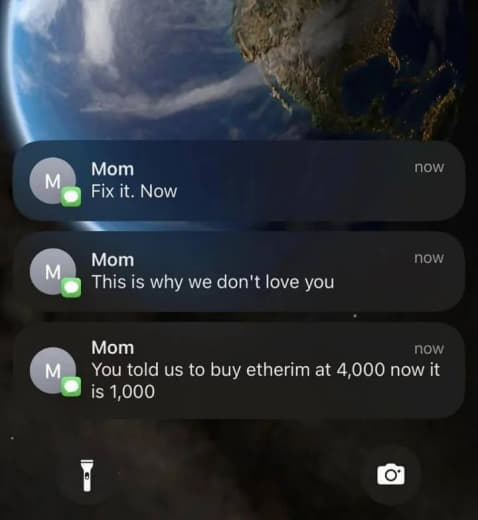 Mom
now
M
Fix it. Now
Mom
now
M
This is why we don't love you
Mom
now
M
You told us to buy etherim at 4,000 now it
is 1,000